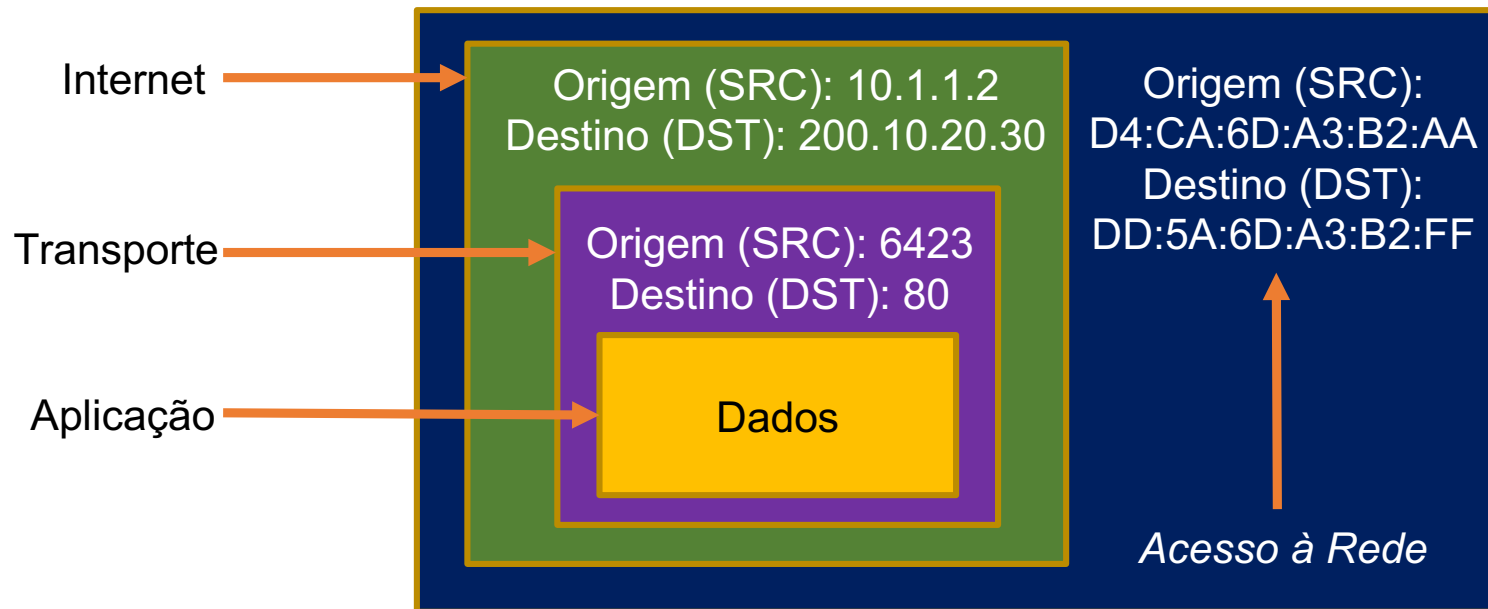 Internet
Origem (SRC): 10.1.1.2
Destino (DST): 200.10.20.30
Origem (SRC):
D4:CA:6D:A3:B2:AA
Destino (DST):
DD:5A:6D:A3:B2:FF
Transporte
Origem (SRC): 6423
Destino (DST): 80
Aplicação
Dados
Acesso à Rede